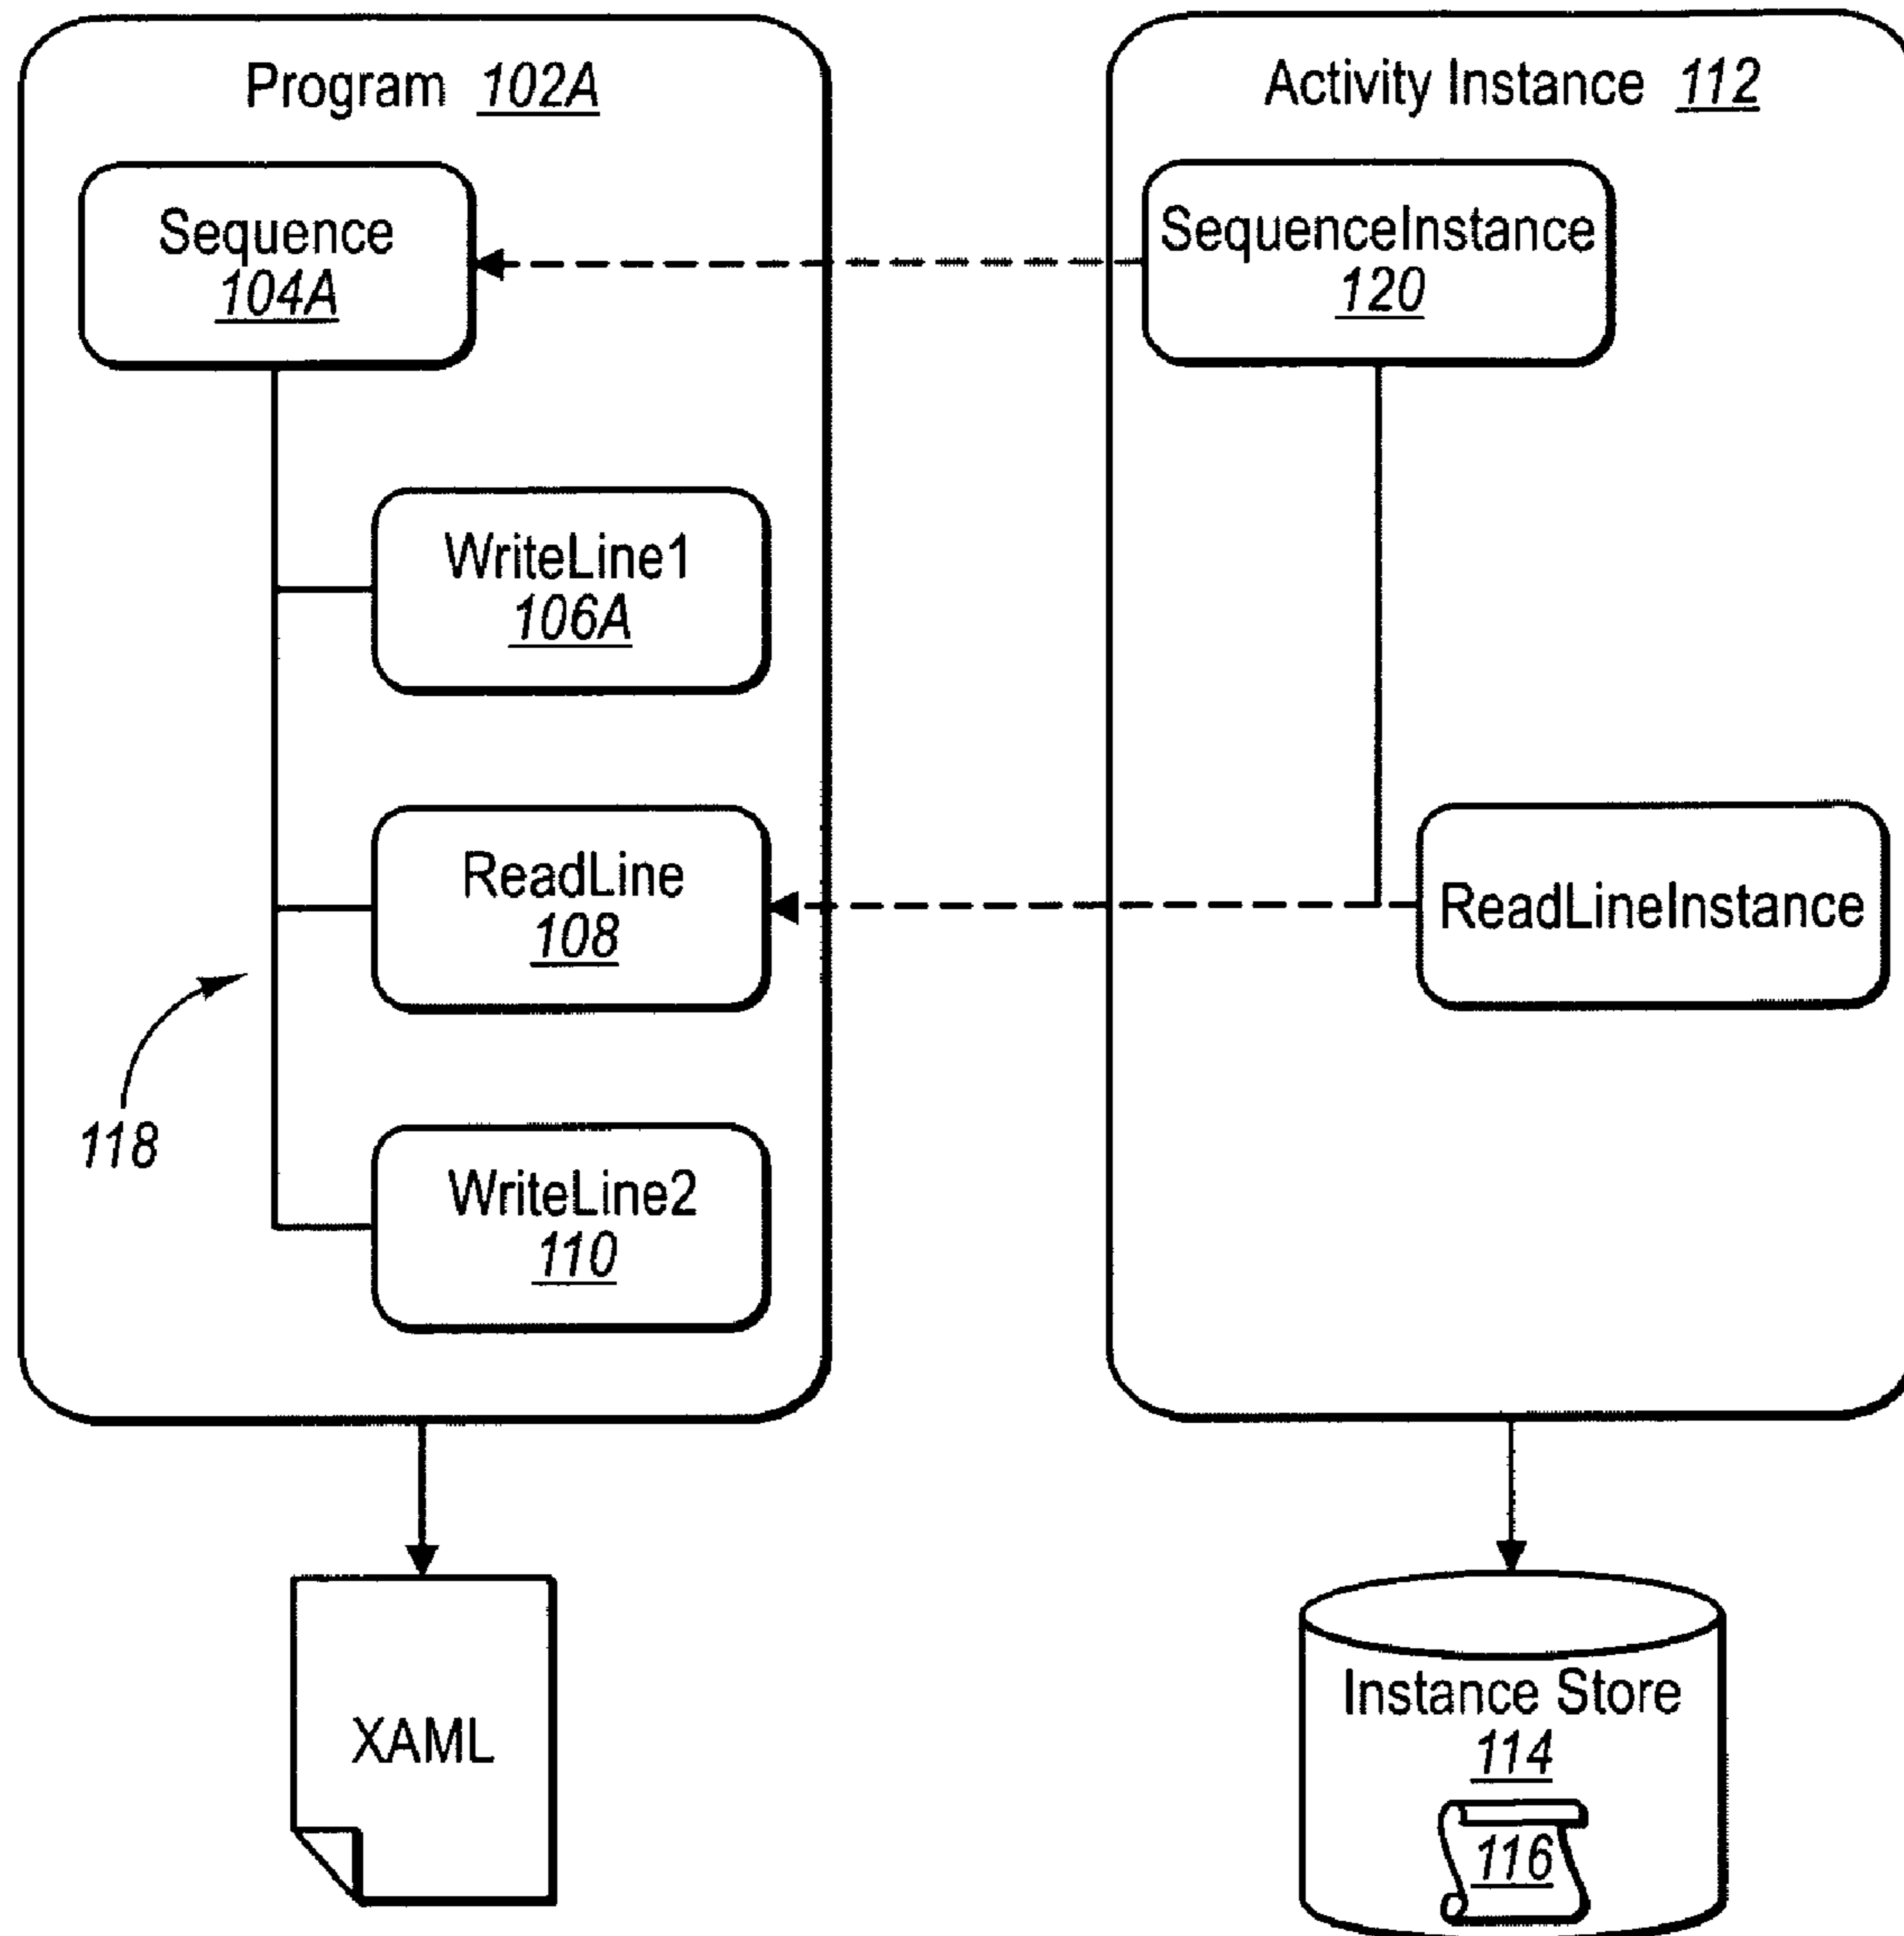 Program 102A
Sequence
104A
WriteLine1
106A
ReadLine
108
118
WriteLine2
110
XAML
Activity Instance 112
SequenceInstance
120
ReadLineInstance
Instance Store
114
116